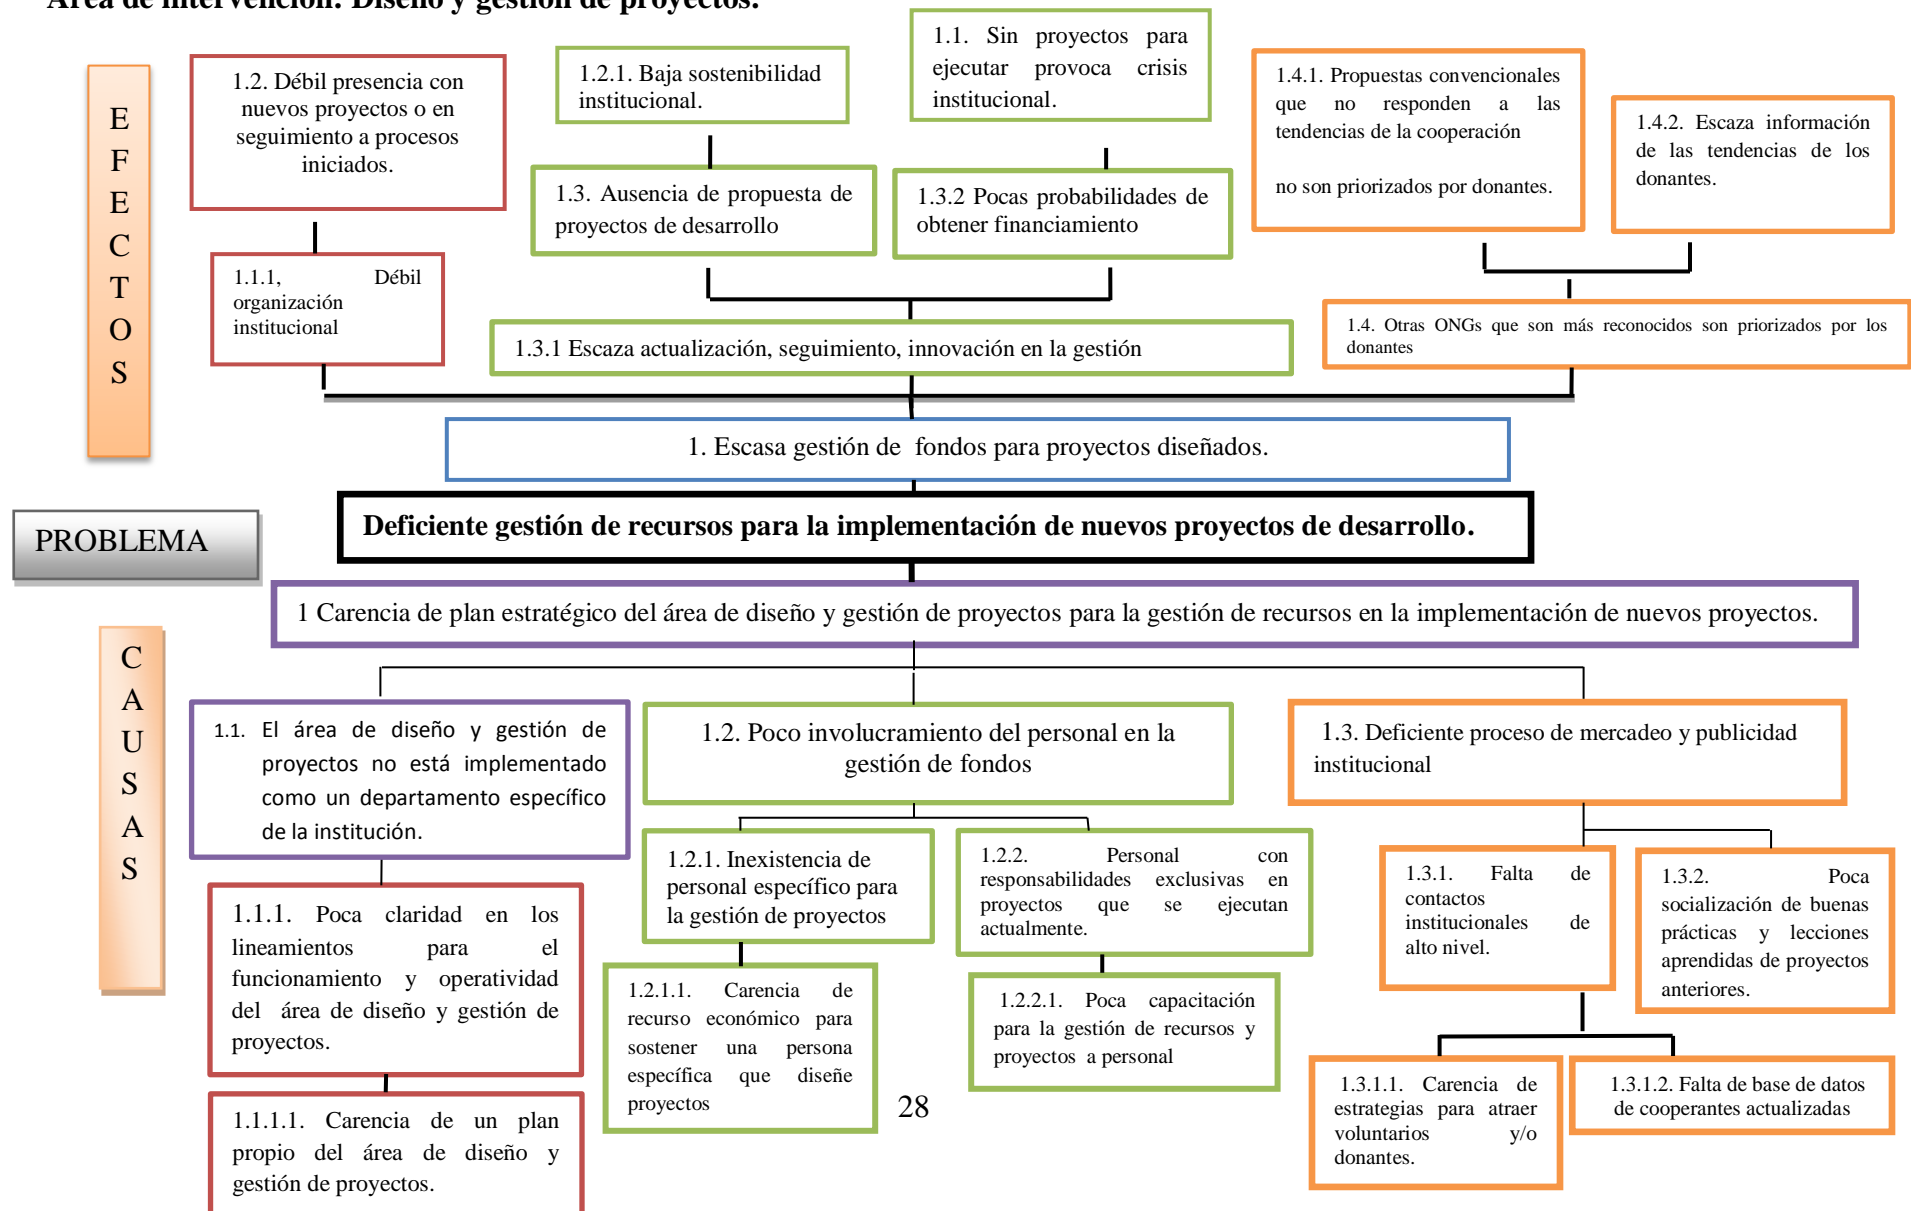 Área de intervención: Diseño y gestión de proyectos.
E
F
E
C
T
O
S
1.2. Débil presencia con
nuevos proyectos o en
seguimiento a procesos
iniciados.
1.2.1. Baja sostenibilidad
institucional.
1.1. Sin proyectos para
ejecutar provoca crisis
institucional.
1.4.1. Propuestas convencionales
que no responden a las
tendencias de la cooperación
no son priorizados por donantes.
1.4.2. Escaza información
de las tendencias de los
donantes.
1.3. Ausencia de propuesta de
proyectos de desarrollo
1.3.2 Pocas probabilidades de
obtener financiamiento
1.1.1, Débil
organización
institucional
1.3.1 Escaza actualización, seguimiento, innovación en la gestión
1.4. Otras ONGs que son más reconocidos son priorizados por los
donantes
1. Escasa gestión de fondos para proyectos diseñados.
PROBLEMA
Deficiente gestión de recursos para la implementación de nuevos proyectos de desarrollo.
1 Carencia de plan estratégico del área de diseño y gestión de proyectos para la gestión de recursos en la implementación de nuevos proyectos.
C
A
U
S
A
S
1.1. El área de diseño y gestión de
proyectos no está implementado
como un departamento específico
de la institución.
1.2. Poco involucramiento del personal en la
gestión de fondos
1.3. Deficiente proceso de mercadeo y publicidad
institucional
1.1.1. Poca claridad en los
lineamientos para el
funcionamiento y operatividad
del área de diseño y gestión de
proyectos.
1.2.1. Inexistencia de
personal específico para
la gestión de proyectos
1.2.2. Personal con
responsabilidades exclusivas en
proyectos que se ejecutan
actualmente.
1.3.1. Falta de
contactos
institucionales de
alto nivel.
1.3.2. Poca
socialización de buenas
prácticas y lecciones
aprendidas de proyectos
anteriores.
1.2.1.1. Carencia de
recurso económico para
sostener una persona
específica que diseñe
proyectos
1.2.2.1. Poca capacitación
para la gestión de recursos y
proyectos a personal
1.3.1.1. Carencia de
estrategias para atraer
voluntarios y/o
donantes.
1.3.1.2. Falta de base de datos
de cooperantes actualizadas
1.1.1.1. Carencia de un plan
propio del área de diseño y
gestión de proyectos.
28